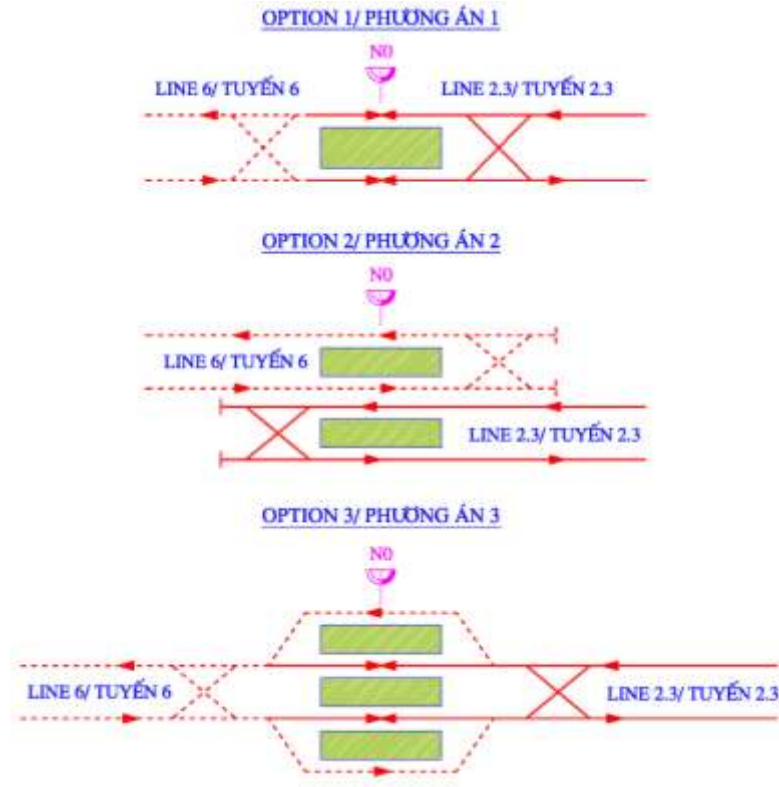 OPTION 1/ PHƯƠNG ÁN 1
N0
LINE 6/ TUYẾN 6
LINE 2.3/ TUYẾN 2.3
OPTION 2/ PHƯƠNG ÁN 2
N0
LINE 6/ TUYẾN 6
LINE 2.3/ TUYẾN 2.3
OPTION 3/ PHƯƠNG ÁN 3
N0
LINE 6/ TUYẾN 6
LINE 2.3/ TUYẾN 2.3